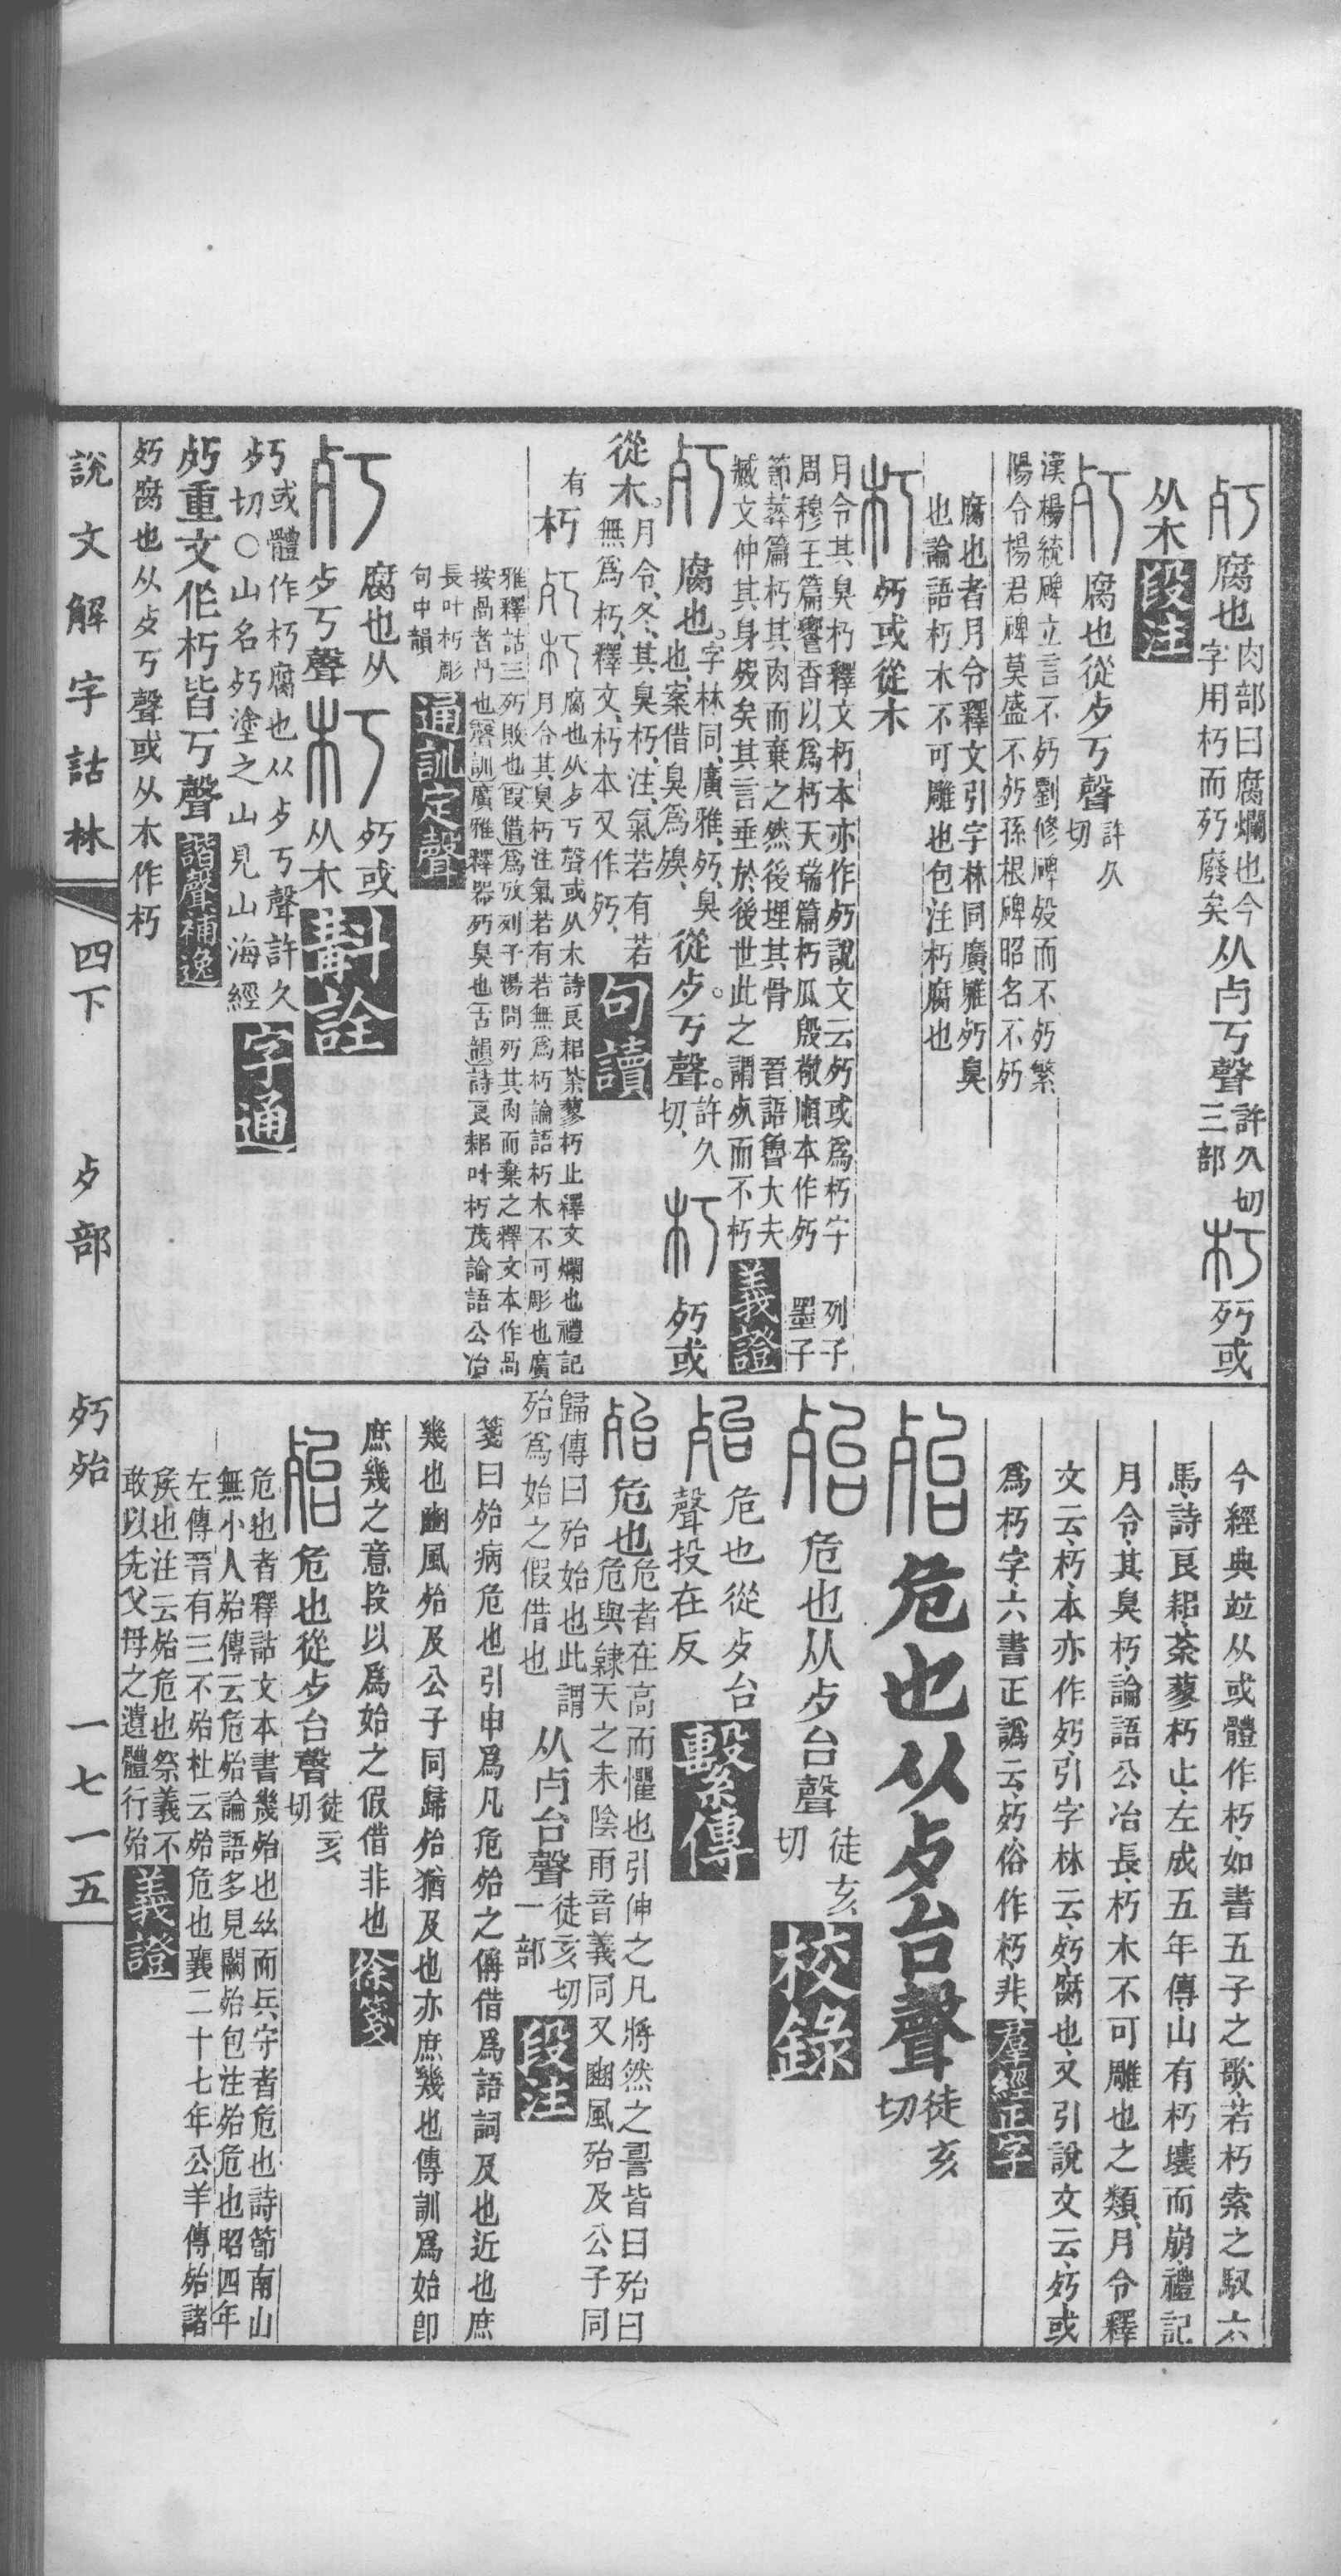 𣦼腐也肉部曰腐爛也今
字用朽而𣦼廢矣从歺丂聲許久切
三部朽𣦼或
从木段注
𣦼腐也從歺丂聲許久
切
漢楊統碑立言不𣦼劉修碑歿而不𣦼繁
陽令楊君碑莫盛不𣦼孫根碑昭名不𣦼
腐也者月令釋文引字林同廣雅𣦼臭
也論語朽木不可雕也包注朽腐也
朽𣦼或從木
月令其臭朽釋文朽本亦作𣦼說文云𣦼或爲朽字 列子
周穆王篇饗香以爲朽天瑞篇朽瓜殷敬順本作𣦼 墨子
節葬篇朽其肉而棄之然後埋其骨 晉語魯大夫
臧文仲其身歿矣其言垂於後世此之謂死而不朽義證
𣦼腐也。字林同、廣雅、𣦼、臭
也、案借臭爲殠、從歺。丂聲。許久
切、朽𣦼或
從木。月令、冬、其臭朽、注、氣若有若
無爲朽、釋文、朽本又作𣦼、句讀
有朽
𣦼朽腐也从歺丂聲或从木詩良耜荼蓼朽止釋文爛也禮記
月令其臭朽注氣若有若無爲朽論語朽木不可彫也廣
雅釋詁三𣦼敗也假借爲攷列子湯問𣦼其肉而棄之釋文本作咼
按咼者冎也聲訓廣雅釋器𣦼臭也古韻詩良耜叶朽茂論語公冶
長叶朽彫
句中韻通訓定聲
𣦼腐也从
歺丂聲朽𣦼或
从木斠詮
𣦼或體作朽腐也从歺丂聲許久
切〇山名𣦼塗之山見山海經字通
𣦼重文作朽皆丂聲諧聲補逸
𣦼腐也从歺丂聲或从木作朽
今經典竝从或體作朽、如書五子之歌、若朽索之馭六
馬、詩良耜、荼蓼朽止、左成五年傳、山有朽壤而崩、禮記
月令、其臭朽、論語公冶長、朽木不可雕也之類、月令釋
文云、朽、本亦作𣦼、引字林云、𣦼、腐也、又引說文云、𣦼或
爲朽字、六書正譌云、𣦼俗作朽、非、羣經正字
殆危也从歺台聲徒亥
切
殆危也从歺台聲徒亥
切校錄
殆危也從歺台
聲投在反繫傳
殆危也危者在高而懼也引伸之凡將然之䛐皆曰殆曰
危與隸天之未陰雨音義同又豳風殆及公子同
歸傳曰殆始也此謂
殆爲始之假借也从歺台聲徒亥切
一部段注
箋曰殆病危也引申爲凡危殆之偁借爲語詞及也近也庶
幾也豳風殆及公子同歸殆猶及也亦庶幾也傳訓爲始卽
庶幾之意段以爲始之假借非也徐箋
殆危也從歺台聲徒亥
切
危也者釋詁文本書幾殆也𢆶而兵守者危也詩節南山
無小人殆傳云危殆論語多見闕殆包注殆危也昭四年
左傳晉有三不殆杜云殆危也襄二十七年公羊傳殆諸
矦也注云殆危也祭義不
敢以先父母之遺體行殆義證
說文解字詁林
四下
歺部
𣦼殆
一七一五